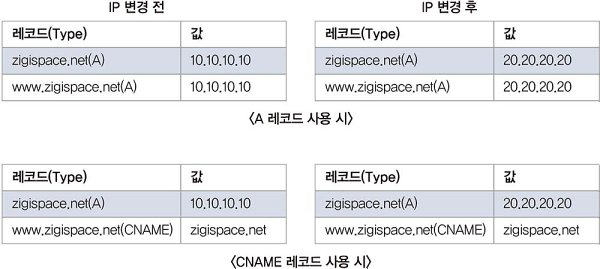 IP 변경 전 IP 변경 후
레코드(Type) 값 레코드(Type) 값
zigispace.net(A) 10.10.10.10 zigispace.net(A) 20.20.20.20
www.zigispace.net(A) 10.10.10.10 www.zigispace.net(A) 20.20.20.20
<A 레코드 사용 시>
레코드(Type) 값 레코드(Type) 값
zigispace.net(A) 10.10.10.10 zigispace.net(A) 20.20.20.20
www.zigispace.net(CNAME) zigispace.net www.zigispace.net(CNAME) zigispace.net
<CNAME 레코드 사용 시>